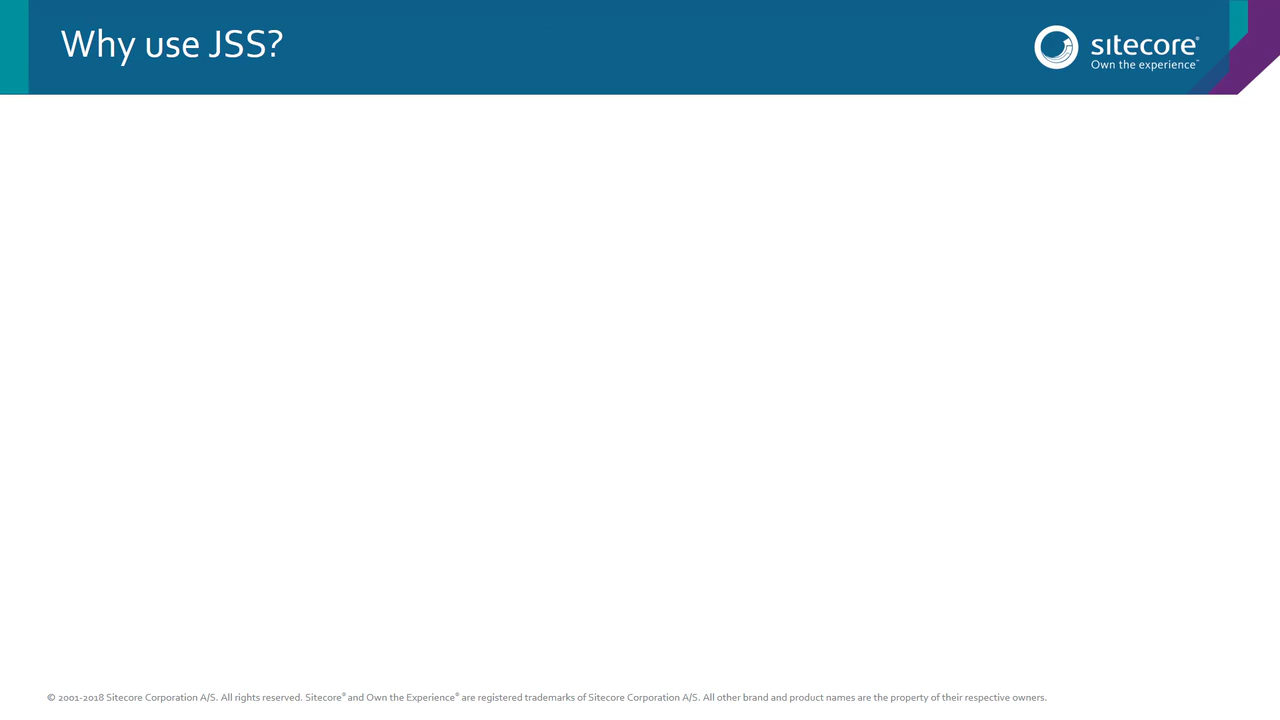 Why use JSS?
sitecore®
Own the experience™
© 2001-2018 Sitecore Corporation A/S. All rights reserved. Sitecore® and Own the Experience® are registered trademarks of Sitecore Corporation A/S. All other brand and product names are the property of their respective owners.